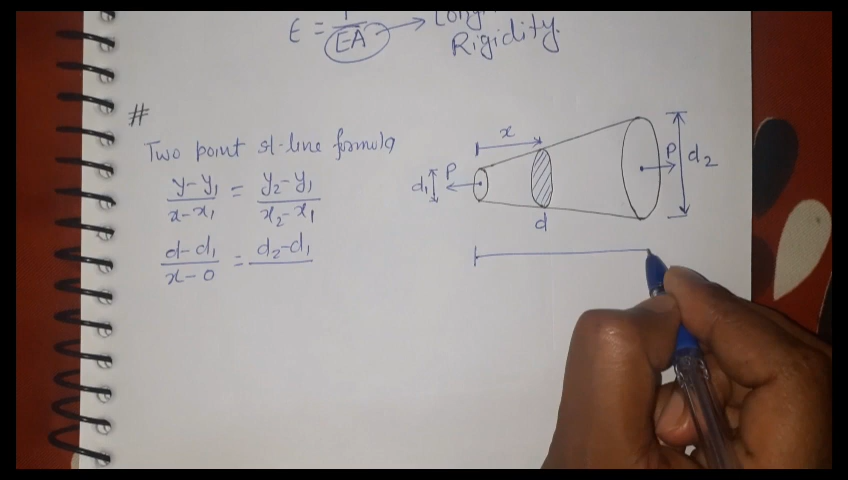 ε = / EA → Rigidity.
#
Two point st-line formula
y-y₁ / x-x₁ = y₂-y₁ / x₂-x₁
d-d₁ / x-0 = d₂-d₁
x
d₁ P P d₂
d